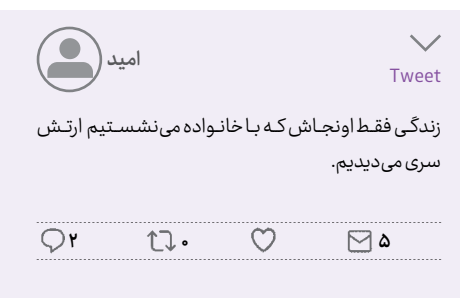 امید
Tweet
زندگی فقط اونجاش که با خانواده می‌نشستیم ارتش
سری می‌دیدیم.
۲ ۰ ۵